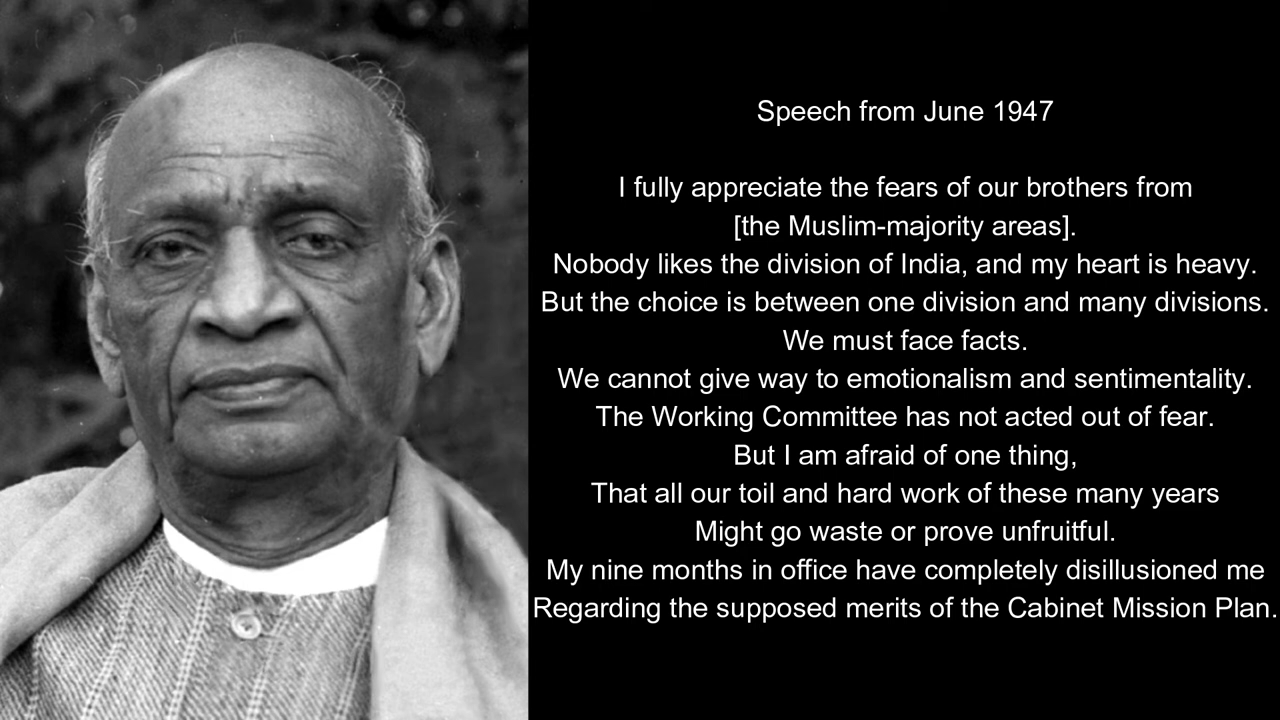 Speech from June 1947
I fully appreciate the fears of our brothers from
[the Muslim-majority areas].
Nobody likes the division of India, and my heart is heavy.
But the choice is between one division and many divisions.
We must face facts.
We cannot give way to emotionalism and sentimentality.
The Working Committee has not acted out of fear.
But I am afraid of one thing,
That all our toil and hard work of these many years
Might go waste or prove unfruitful.
My nine months in office have completely disillusioned me
Regarding the supposed merits of the Cabinet Mission Plan.